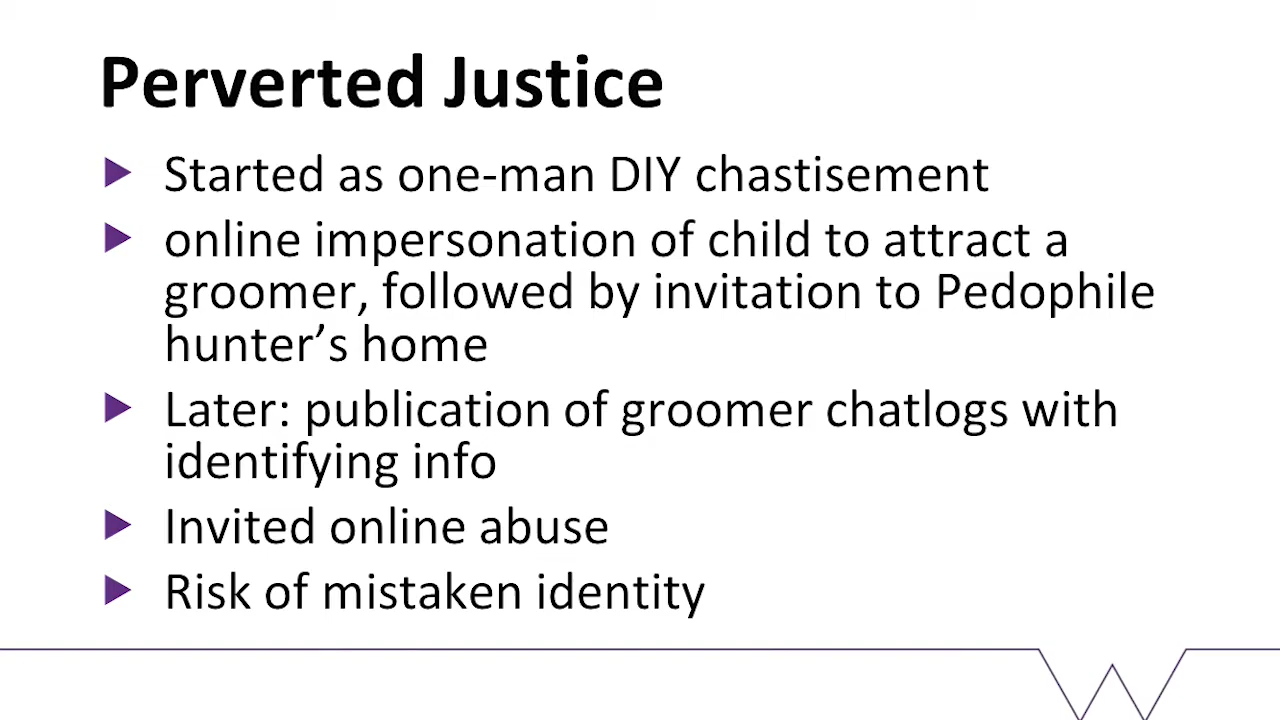 Perverted Justice
Started as one-man DIY chastisement
online impersonation of child to attract a
groomer, followed by invitation to Pedophile
hunter’s home
Later: publication of groomer chatlogs with
identifying info
Invited online abuse
Risk of mistaken identity